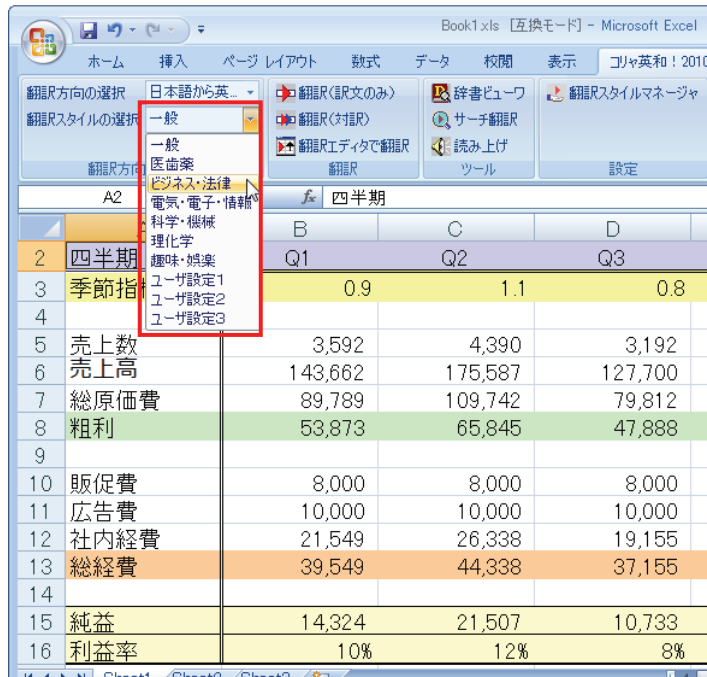 Book1.xls [互換モード] - Microsoft Excel
ホーム 挿入 ページ レイアウト 数式 データ 校閲 表示 コリャ英和！2010
翻訳方向の選択 日本語から英... 翻訳(訳文のみ) 辞書ビューワ 翻訳スタイルマネージャ
翻訳スタイルの選択 一般 翻訳(対訳) サーチ翻訳
翻訳エディタで翻訳 読み上げ
翻訳方向 翻訳 ツール 設定
一般
医歯薬
ビジネス・法律
電気・電子・情報
科学・機械
理化学
趣味・娯楽
ユーザ設定1
ユーザ設定2
ユーザ設定3
A2 fx 四半期
B C D
2 四半期 Q1 Q2 Q3
3 季節指 0.9 1.1 0.8
4
5 売上数 3,592 4,390 3,192
6 売上高 143,662 175,587 127,700
7 総原価費 89,789 109,742 79,812
8 粗利 53,873 65,845 47,888
9
10 販促費 8,000 8,000 8,000
11 広告費 10,000 10,000 10,000
12 社内経費 21,549 26,338 19,155
13 総経費 39,549 44,338 37,155
14
15 純益 14,324 21,507 10,733
16 利益率 10% 12% 8%
Sheet1 Sheet2 Sheet3